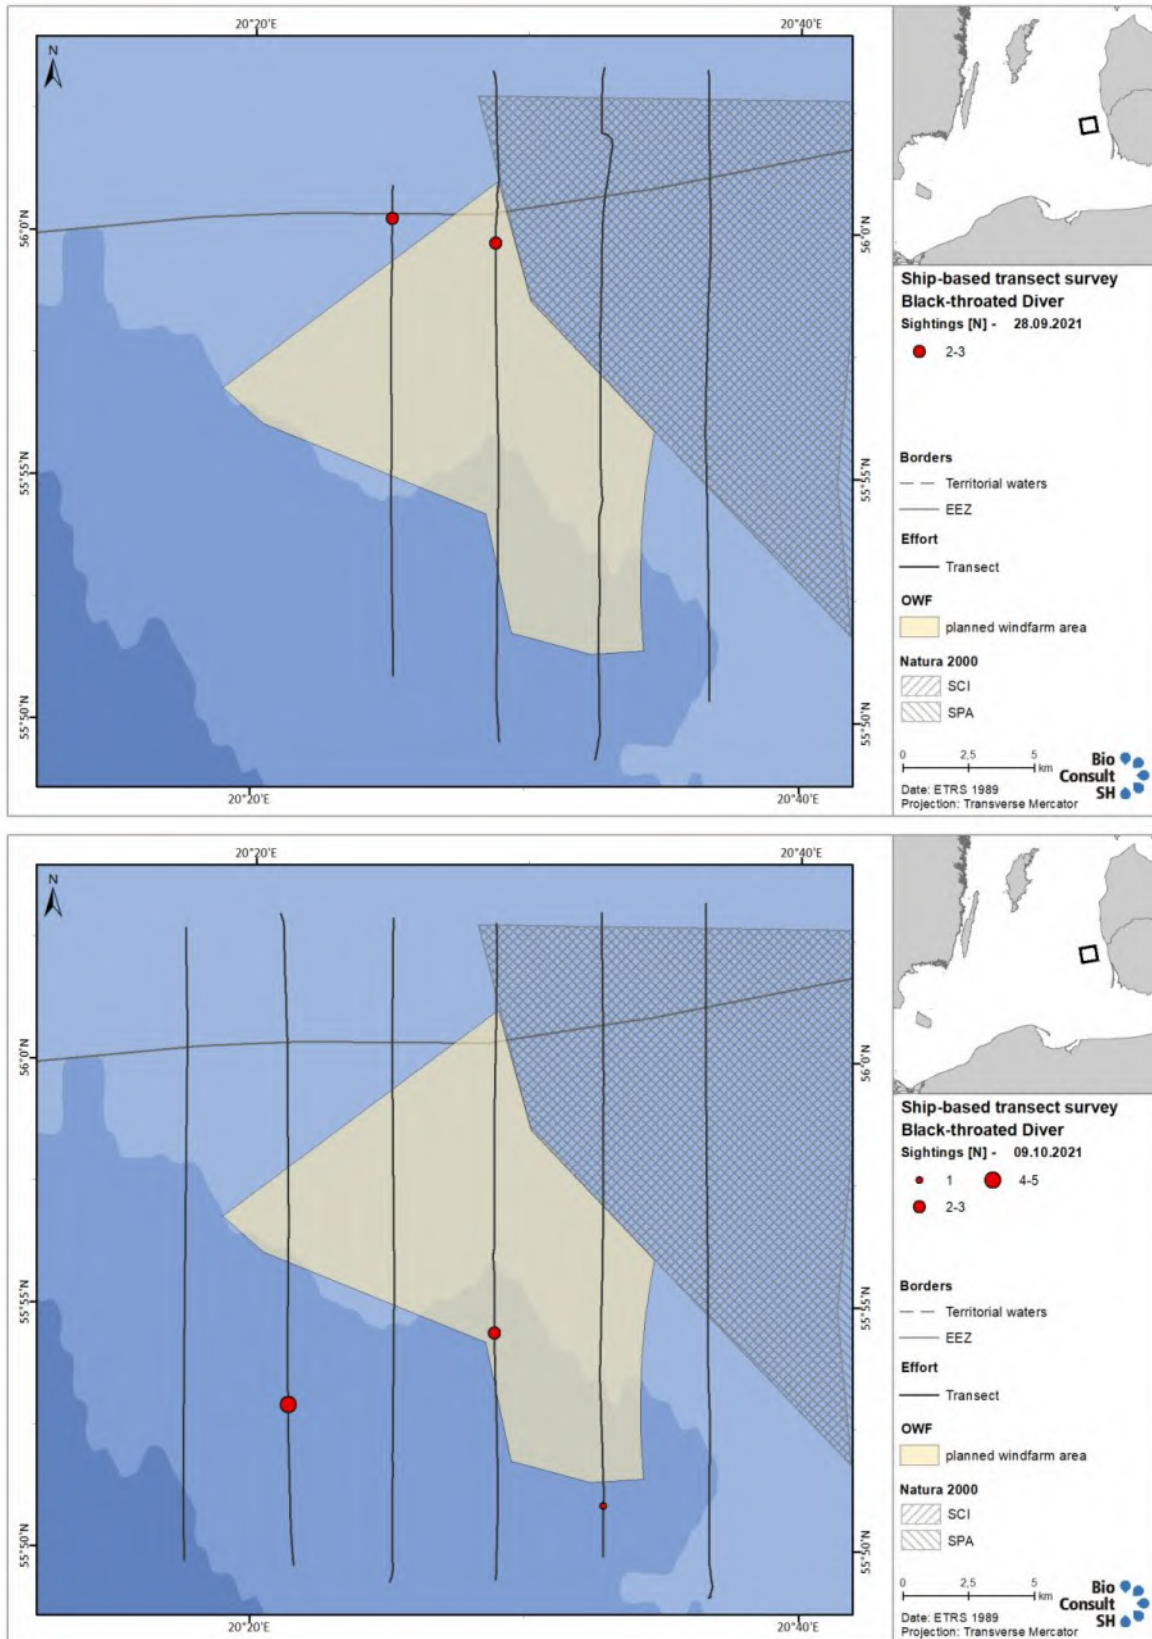 20°20'E
20°40'E
N
56°0'N
56°0'N
55°55'N
55°55'N
55°50'N
55°50'N
20°20'E
20°40'E
Ship-based transect survey
Black-throated Diver
Sightings [N] - 28.09.2021
2-3
Borders
Territorial waters
EEZ
Effort
Transect
OWF
planned windfarm area
Natura 2000
SCI
SPA
0 2,5 5
km
Date: ETRS 1989
Projection: Transverse Mercator
Bio
Consult
SH
20°20'E
20°40'E
N
56°0'N
56°0'N
55°55'N
55°55'N
55°50'N
55°50'N
20°20'E
20°40'E
Ship-based transect survey
Black-throated Diver
Sightings [N] - 09.10.2021
1 4-5
2-3
Borders
Territorial waters
EEZ
Effort
Transect
OWF
planned windfarm area
Natura 2000
SCI
SPA
0 2,5 5
km
Date: ETRS 1989
Projection: Transverse Mercator
Bio
Consult
SH